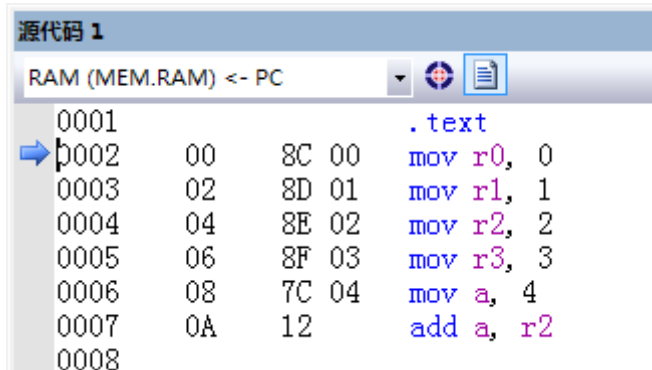 源代码 1
RAM (MEM.RAM) <- PC
0001 .text
0002 00 8C 00 mov r0, 0
0003 02 8D 01 mov r1, 1
0004 04 8E 02 mov r2, 2
0005 06 8F 03 mov r3, 3
0006 08 7C 04 mov a, 4
0007 0A 12 add a, r2
0008